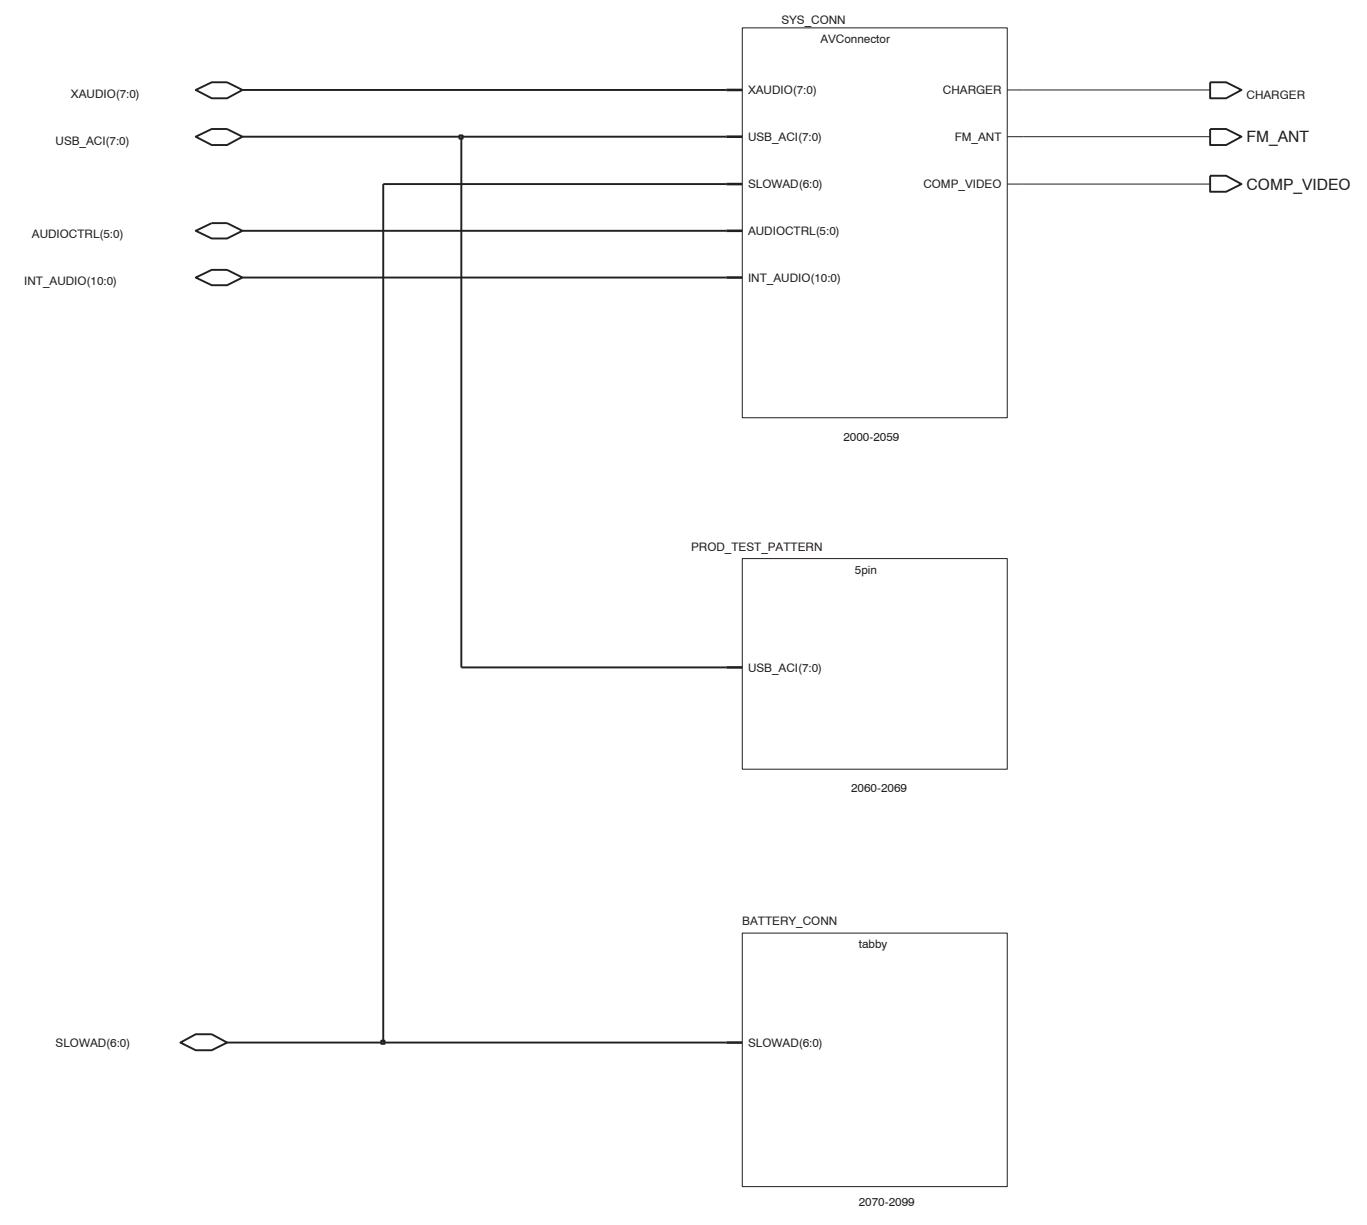 SYS_CONN
AVConnector
XAUDIO(7:0)
XAUDIO(7:0)
CHARGER
CHARGER
USB_ACI(7:0)
USB_ACI(7:0)
FM_ANT
FM_ANT
SLOWAD(6:0)
COMP_VIDEO
COMP_VIDEO
AUDIOCTRL(5:0)
AUDIOCTRL(5:0)
INT_AUDIO(10:0)
INT_AUDIO(10:0)
2000-2059
PROD_TEST_PATTERN
5pin
USB_ACI(7:0)
2060-2069
BATTERY_CONN
tabby
SLOWAD(6:0)
SLOWAD(6:0)
2070-2099